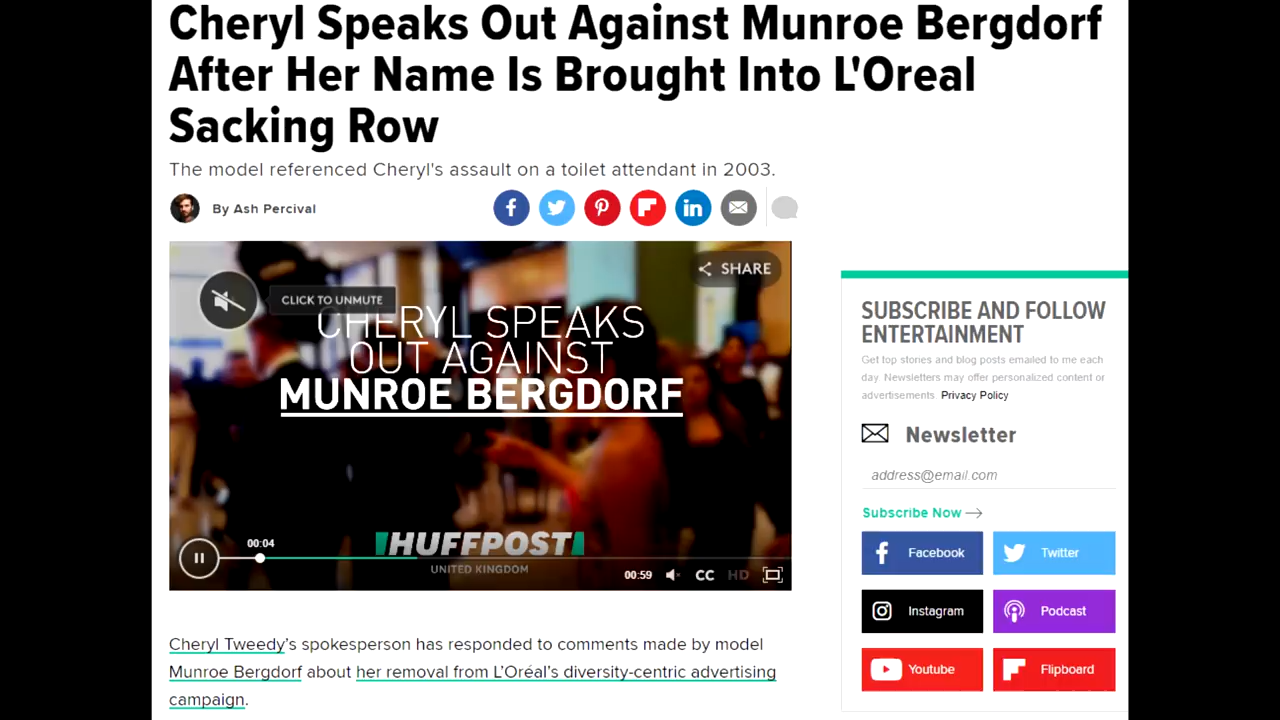 Cheryl Speaks Out Against Munroe Bergdorf
After Her Name Is Brought Into L'Oreal
Sacking Row
The model referenced Cheryl's assault on a toilet attendant in 2003.
By Ash Percival
SHARE
CLICK TO UNMUTE
CHERYL SPEAKS
OUT AGAINST
MUNROE BERGDORF
00:04
HUFFPOST
UNITED KINGDOM
00:59
CC
HD
SUBSCRIBE AND FOLLOW
ENTERTAINMENT
Get top stories and blog posts emailed to me each
day. Newsletters may offer personalized content or
advertisements. Privacy Policy
Newsletter
address@email.com
Subscribe Now
Facebook
Twitter
Instagram
Podcast
Youtube
Flipboard
Cheryl Tweedy’s spokesperson has responded to comments made by model
Munroe Bergdorf about her removal from L’Oréal’s diversity-centric advertising
campaign.